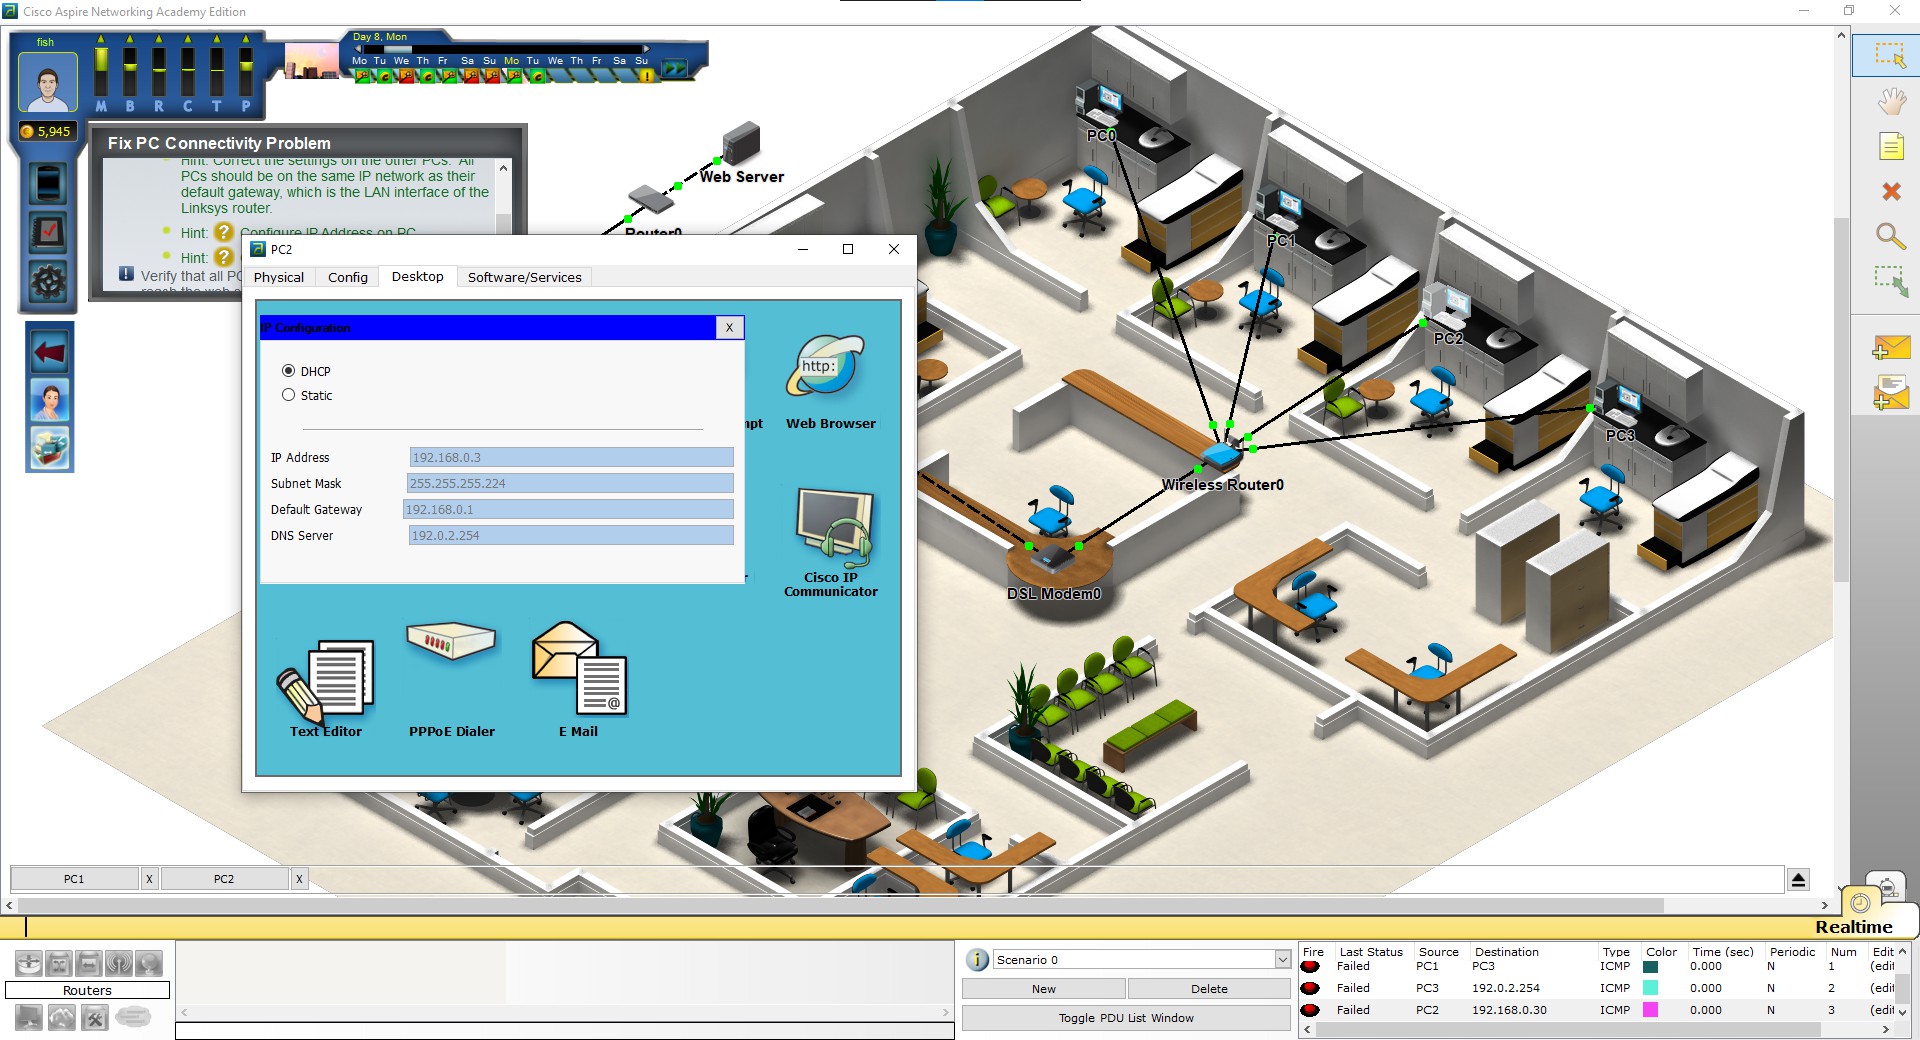 Cisco Aspire Networking Academy Edition
fish
M B R C T P
5,945
Day 8, Mon
Mo Tu We Th Fr Sa Su Mo Tu We Th Fr Sa Su
Fix PC Connectivity Problem
Hint: Correct the settings on the other PCs. All
PCs should be on the same IP network as their
default gateway, which is the LAN interface of the
Linksys router.
Hint: ? Configure IP Address on PC
Hint: ?
! Verify that all PC
Web Server
Router0
PC0
PC1
PC2
PC3
Wireless Router0
DSL Modem0
PC2
Physical Config Desktop Software/Services
IP Configuration X
DHCP
Static
IP Address 192.168.0.3
Subnet Mask 255.255.255.224
Default Gateway 192.168.0.1
DNS Server 192.0.2.254
http:
Web Browser
Cisco IP
Communicator
Text Editor
PPPoE Dialer
@
E Mail
PC1 X PC2 X
Realtime
Routers
i Scenario 0
New Delete
Toggle PDU List Window
Fire Last Status Source Destination Type Color Time (sec) Periodic Num Edit
Failed PC1 PC3 ICMP 0.000 N 1 (edit
Failed PC3 192.0.2.254 ICMP 0.000 N 2 (edit
Failed PC2 192.168.0.30 ICMP 0.000 N 3 (edit